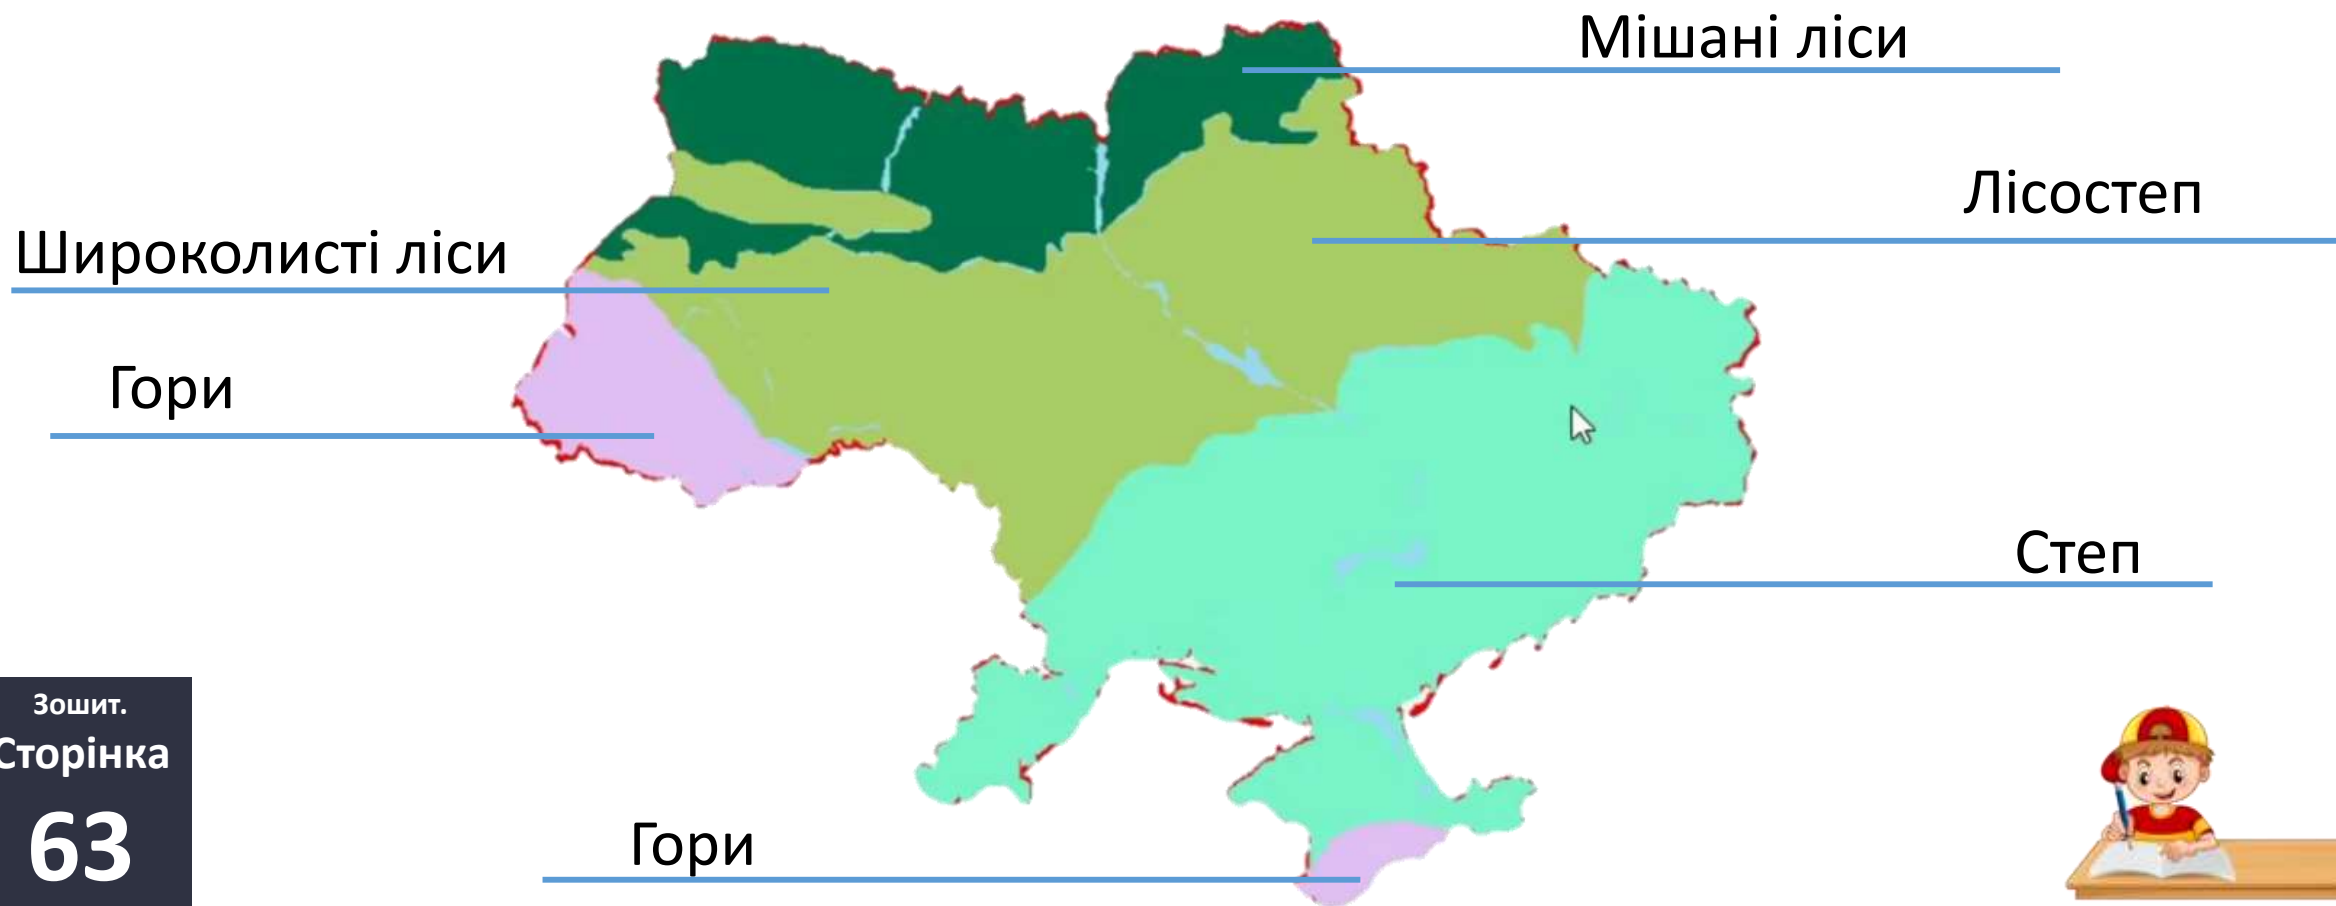 Мішані ліси
Лісостеп
Широколисті ліси
Гори
Степ
Зошит.
Сторінка
63
Гори